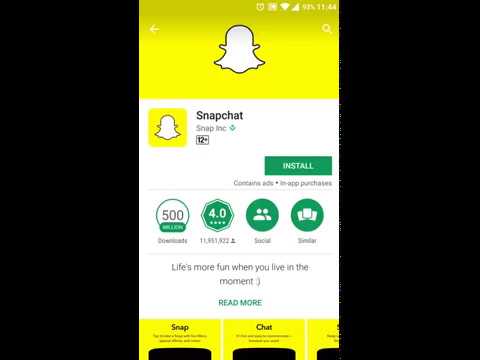 93% 11:44
Snapchat
Snap Inc
12+
INSTALL
Contains ads • In-app purchases
500
MILLION
4.0
Downloads
11,951,922
Social
Similar
Life's more fun when you live in the
moment :)
READ MORE
Snap
Chat
S